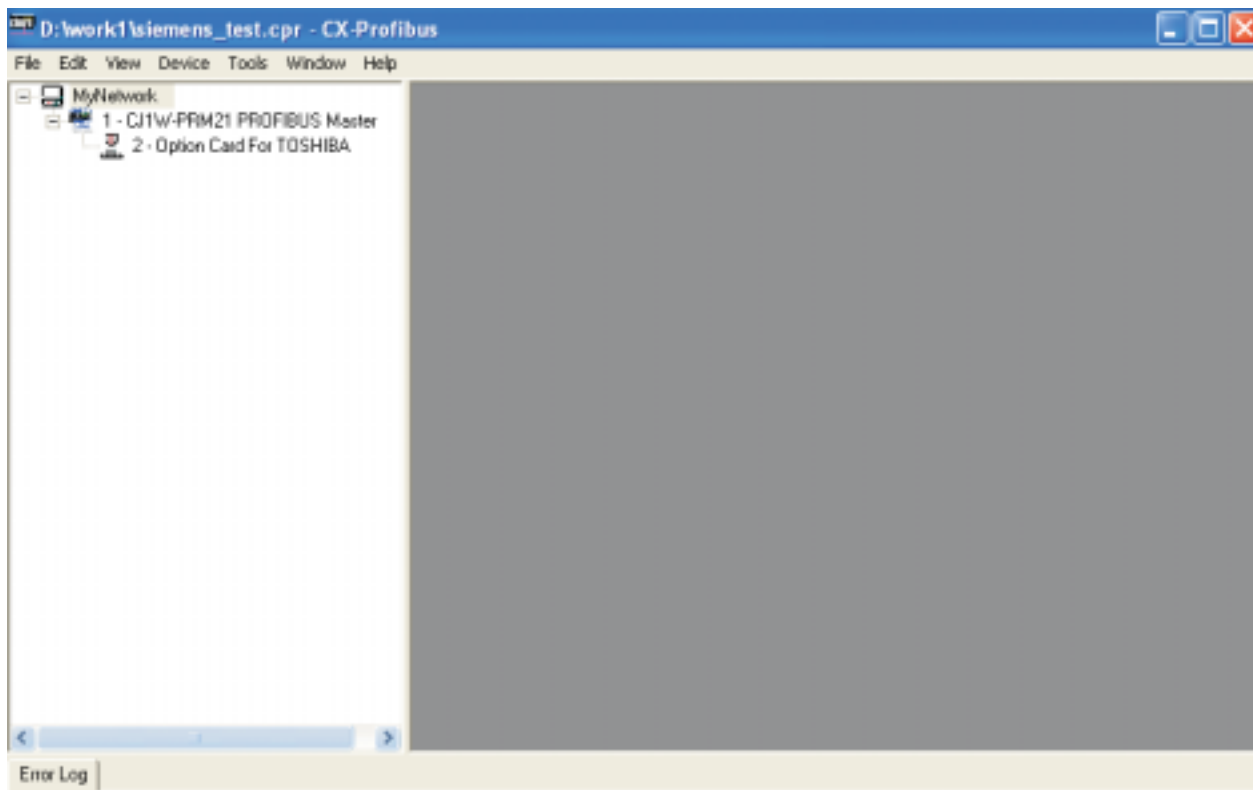 D:\work1\siemens_test.cpr - CX-Profibus
File Edit View Device Tools Window Help
MyNetwork
1 - CJ1W-PRM21 PROFIBUS Master
2 - Option Card For TOSHIBA
Error Log